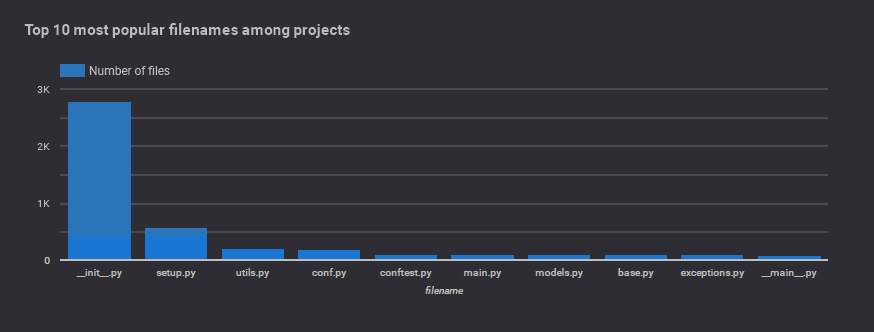 Top 10 most popular filenames among projects
Number of files
3K
2K
1K
0
__init__.py setup.py utils.py conf.py conftest.py main.py models.py base.py exceptions.py __main__.py
filename